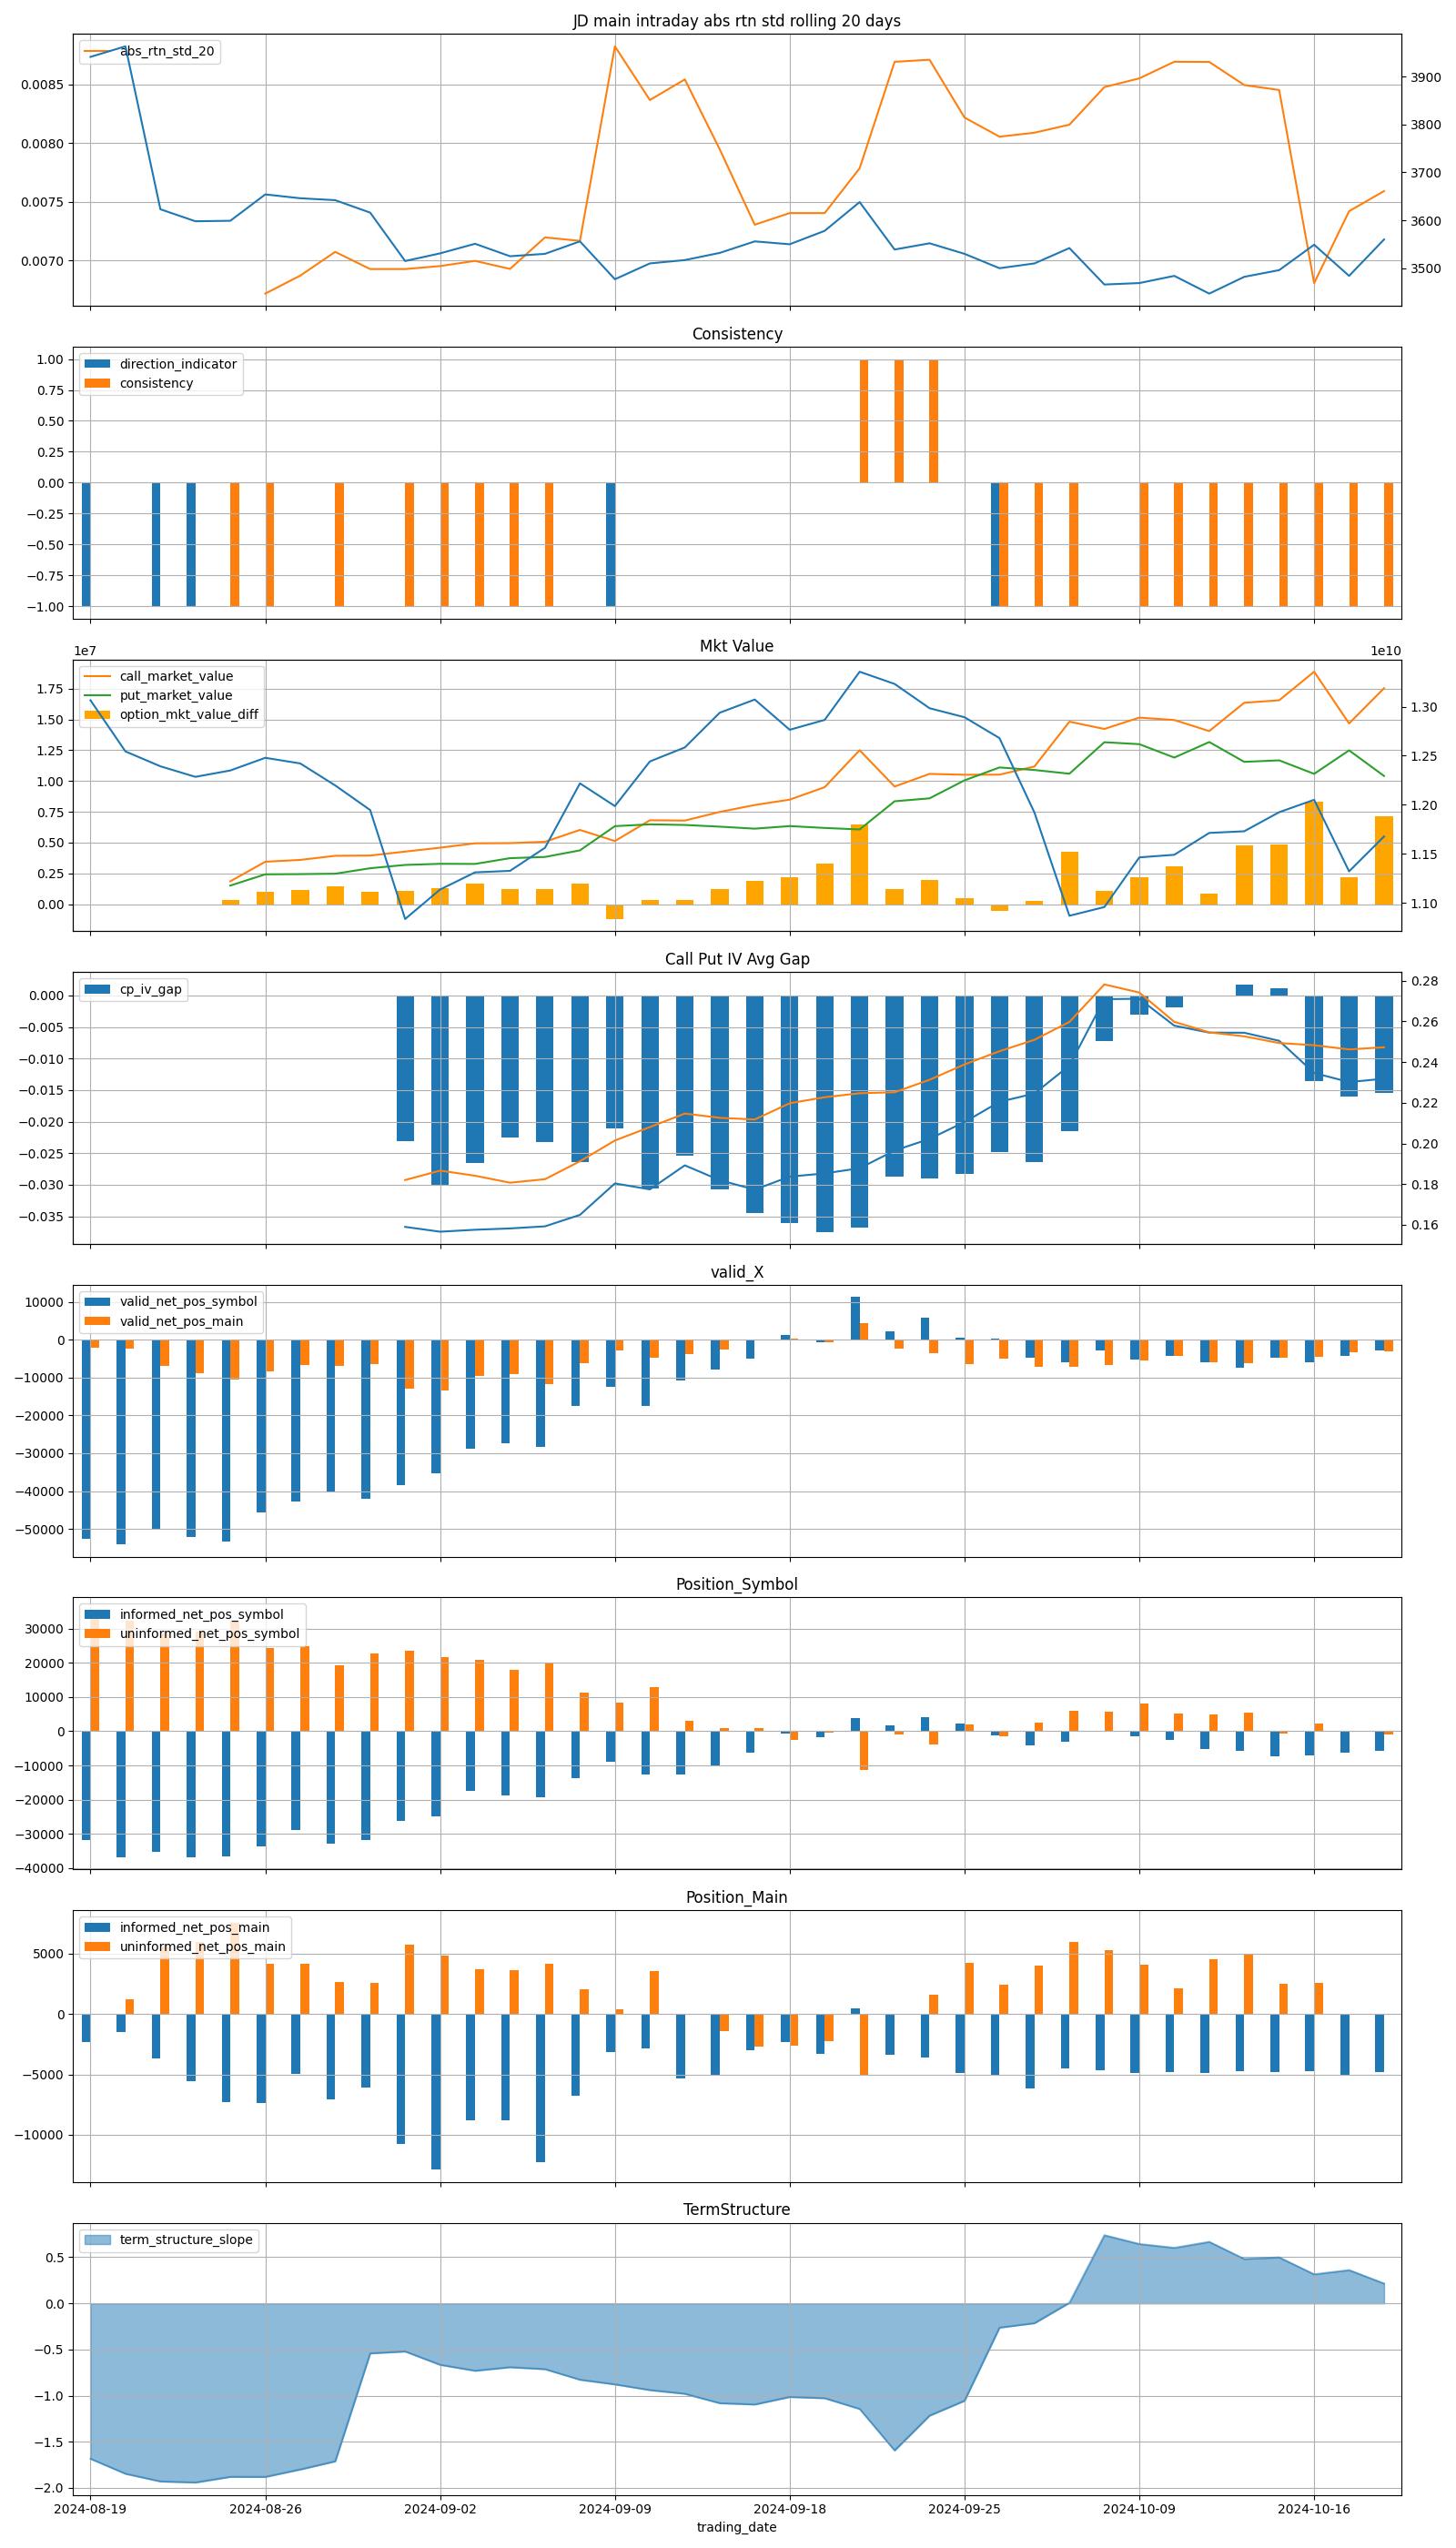 JD main intraday abs rtn std rolling 20 days
abs_rtn_std_20
0.0085
0.0080
0.0075
0.0070
3900
3800
3700
3600
3500
Consistency
direction_indicator
consistency
1.00
0.75
0.50
0.25
0.00
−0.25
−0.50
−0.75
−1.00
Mkt Value
1e7
1e10
call_market_value
put_market_value
option_mkt_value_diff
1.75
1.50
1.25
1.00
0.75
0.50
0.25
0.00
1.30
1.25
1.20
1.15
1.10
Call Put IV Avg Gap
cp_iv_gap
0.000
−0.005
−0.010
−0.015
−0.020
−0.025
−0.030
−0.035
0.28
0.26
0.24
0.22
0.20
0.18
0.16
valid_X
valid_net_pos_symbol
valid_net_pos_main
10000
0
−10000
−20000
−30000
−40000
−50000
Position_Symbol
informed_net_pos_symbol
uninformed_net_pos_symbol
30000
20000
10000
0
−10000
−20000
−30000
−40000
Position_Main
informed_net_pos_main
uninformed_net_pos_main
5000
0
−5000
−10000
TermStructure
term_structure_slope
0.5
0.0
−0.5
−1.0
−1.5
−2.0
2024-08-19 2024-08-26 2024-09-02 2024-09-09 2024-09-18 2024-09-25 2024-10-09 2024-10-16
trading_date